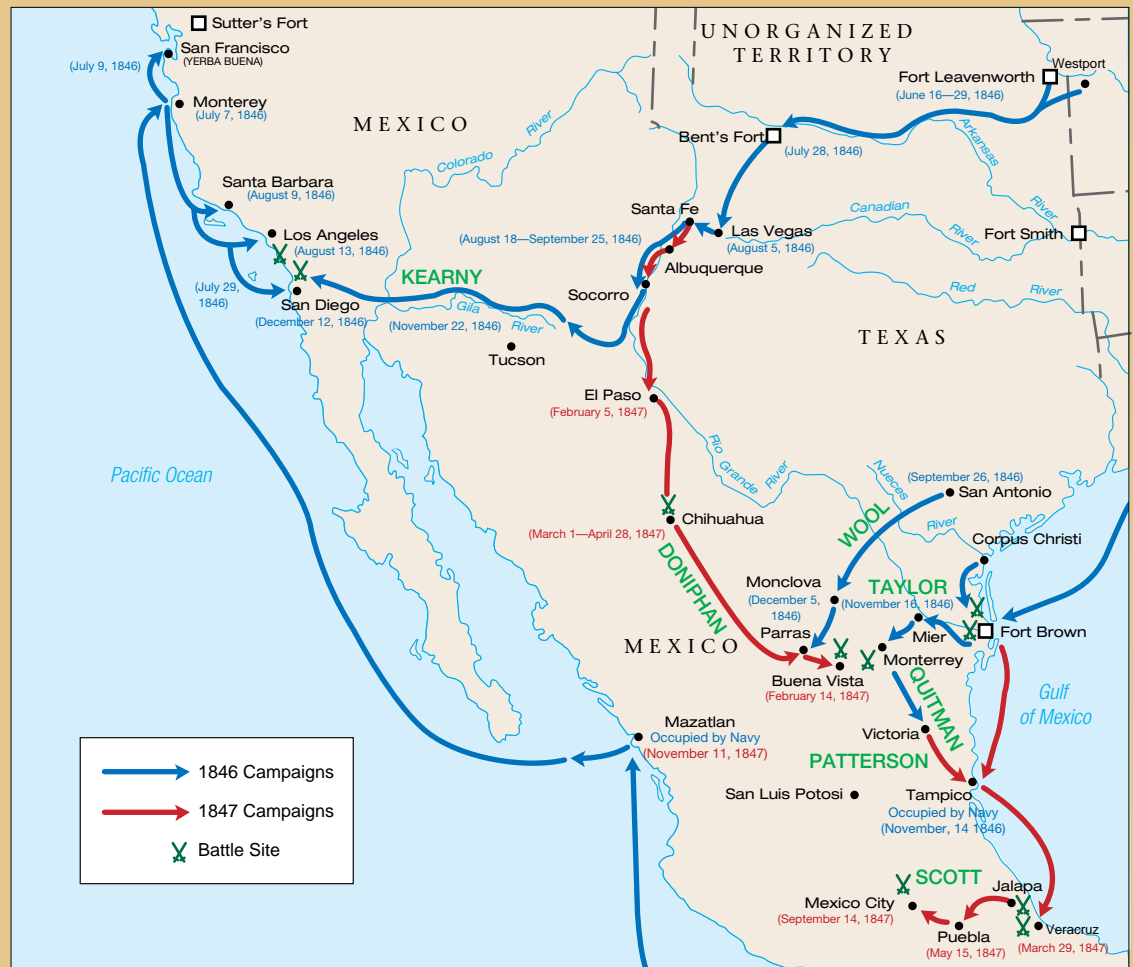 Sutter's Fort
San Francisco
(YERBA BUENA)
(July 9, 1846)
Monterey
(July 7, 1846)
MEXICO
UNORGANIZED
TERRITORY
Westport
Fort Leavenworth
(June 16—29, 1846)
Bent's Fort
(July 28, 1846)
Colorado
River
Arkansas
River
Santa Barbara
(August 9, 1846)
Los Angeles
(August 13, 1846)
(July 29,
1846)
San Diego
(December 12, 1846)
KEARNY
Santa Fe
(August 18—September 25, 1846)
Las Vegas
(August 5, 1846)
Albuquerque
Socorro
Canadian
River
Fort Smith
Red
River
Gila
River
(November 22, 1846)
Tucson
TEXAS
El Paso
(February 5, 1847)
Rio
Grande
River
Nueces
River
Pacific Ocean
(September 26, 1846)
San Antonio
WOOL
Chihuahua
(March 1—April 28, 1847)
DONIPHAN
Corpus Christi
Monclova
(December 5,
1846)
TAYLOR
(November 16, 1846)
Mier
Fort Brown
Parras
MEXICO
Monterrey
Buena Vista
(February 14, 1847)
QUITMAN
Gulf
of Mexico
Mazatlan
Occupied by Navy
(November 11, 1847)
Victoria
PATTERSON
San Luis Potosi
Tampico
Occupied by Navy
(November, 14 1846)
1846 Campaigns
1847 Campaigns
Battle Site
SCOTT
Jalapa
Mexico City
(September 14, 1847)
Puebla
(May 15, 1847)
Veracruz
(March 29, 1847)